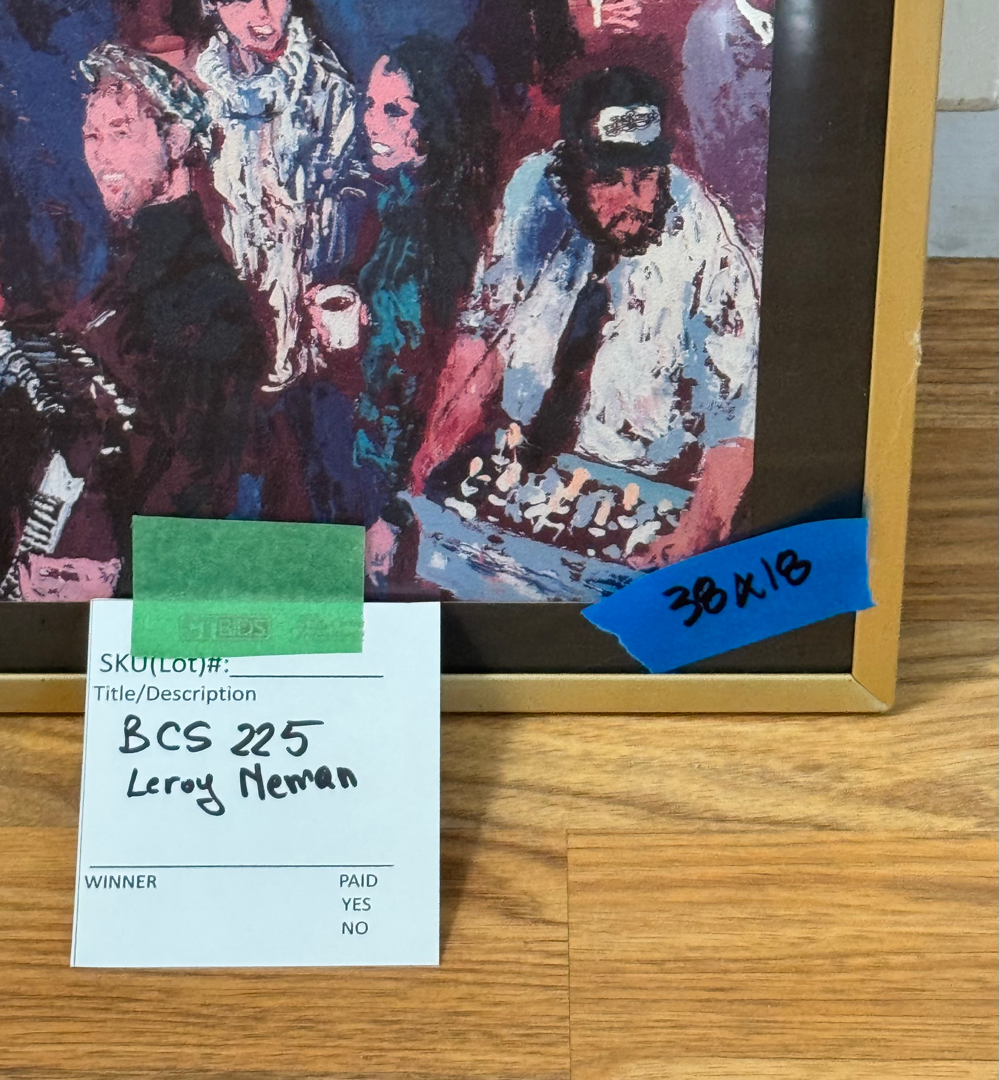 38x18
SKU(Lot)#:
Title/Description
BCS 225
Leroy Neman
WINNER
PAID
YES
NO